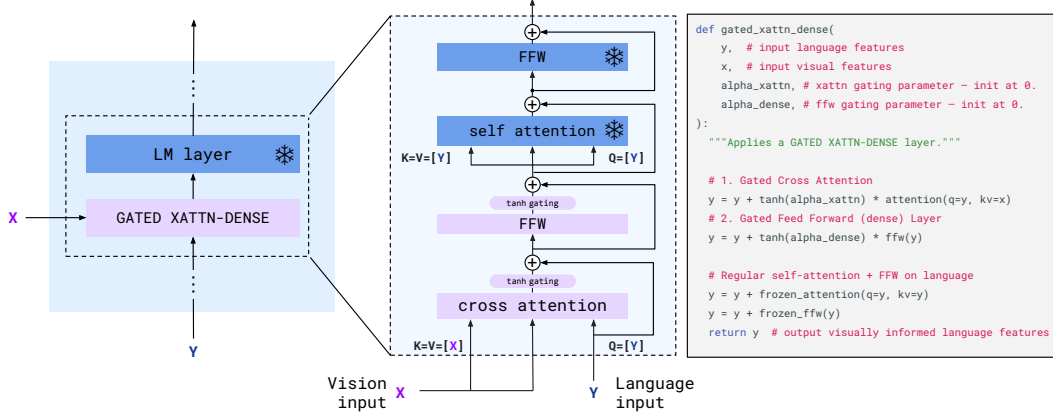 LM layer
GATED XATTN-DENSE
X
Y
FFW
self attention
K=V=[Y]
Q=[Y]
tanh gating
FFW
tanh gating
cross attention
K=V=[X]
Q=[Y]
Vision input
X
Y
Language input
def gated_xattn_dense(
y, # input language features
x, # input visual features
alpha_xattn, # xattn gating parameter – init at 0.
alpha_dense, # ffw gating parameter – init at 0.
):
"""Applies a GATED XATTN-DENSE layer."""
# 1. Gated Cross Attention
y = y + tanh(alpha_xattn) * attention(q=y, kv=x)
# 2. Gated Feed Forward (dense) Layer
y = y + tanh(alpha_dense) * ffw(y)
# Regular self-attention + FFW on language
y = y + frozen_attention(q=y, kv=y)
y = y + frozen_ffw(y)
return y # output visually informed language features